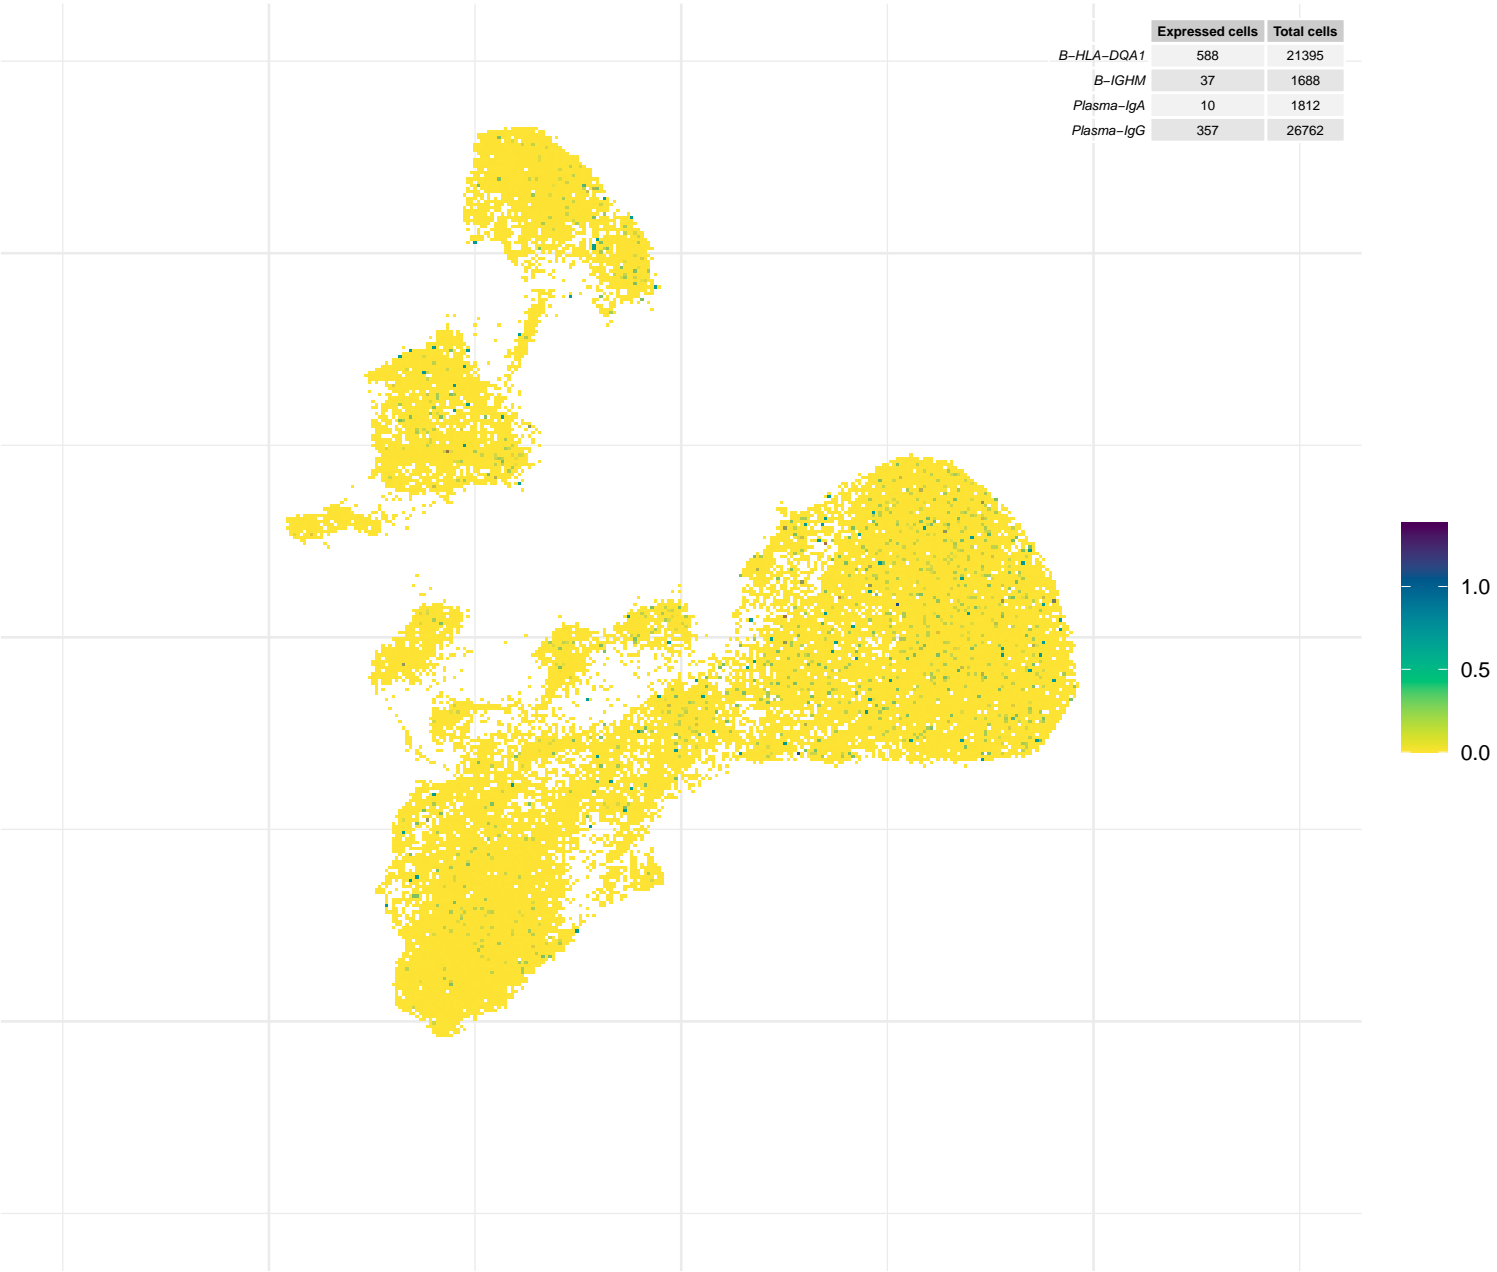 Expressed cells Total cells
B−HLA−DQA1 588 21395
B−IGHM 37 1688
Plasma−IgA 10 1812
Plasma−IgG 357 26762
1.0
0.5
0.0